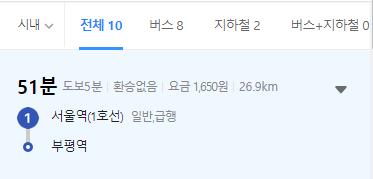 시내 전체 10 버스 8 지하철 2 버스+지하철 0
51분 도보5분 환승없음 요금 1,650원 26.9km
1 서울역(1호선) 일반,급행
부평역